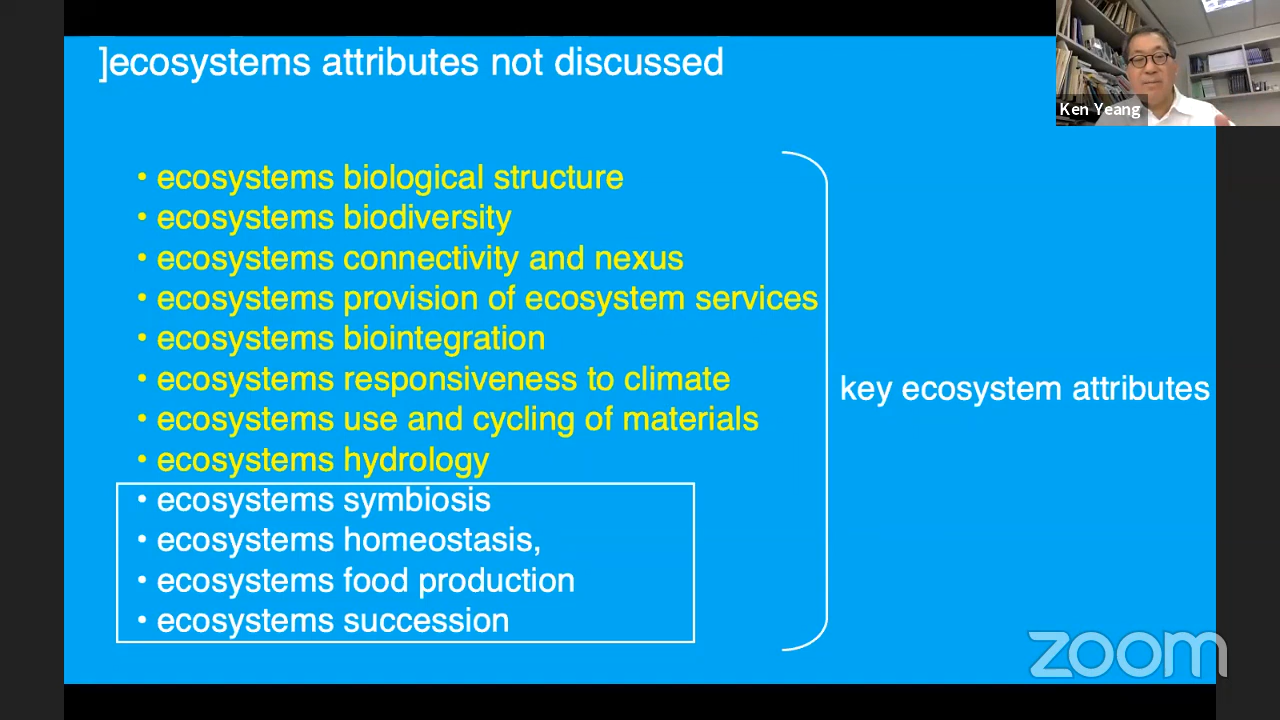 ]ecosystems attributes not discussed
Ken Yeang
• ecosystems biological structure
• ecosystems biodiversity
• ecosystems connectivity and nexus
• ecosystems provision of ecosystem services
• ecosystems biointegration
• ecosystems responsiveness to climate
• ecosystems use and cycling of materials
• ecosystems hydrology
• ecosystems symbiosis
• ecosystems homeostasis,
• ecosystems food production
• ecosystems succession
key ecosystem attributes
zoom